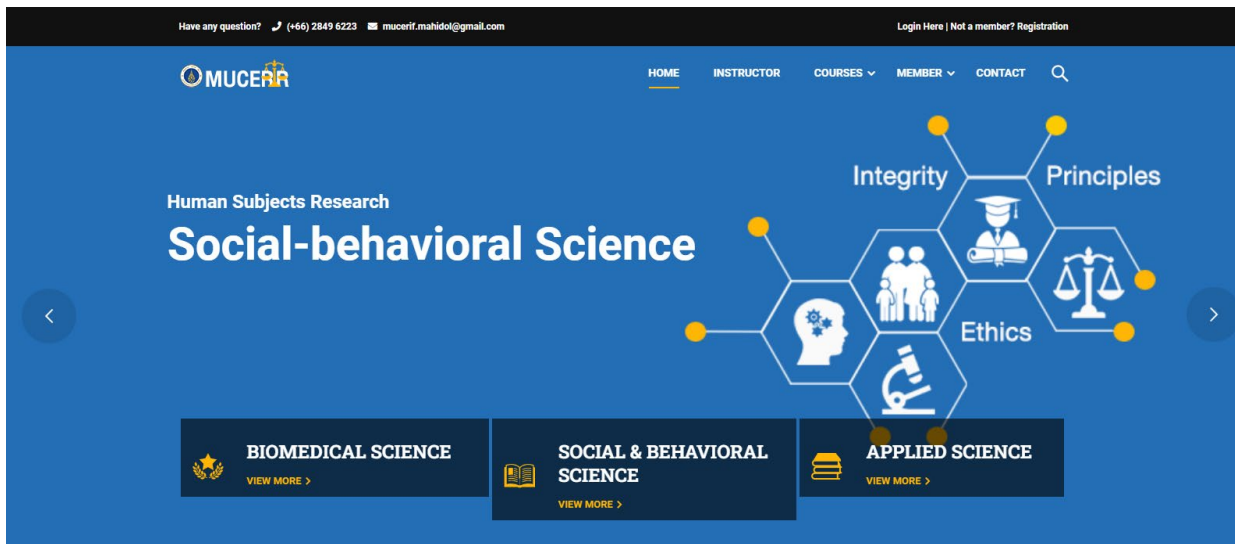 Have any question? (+66) 2849 6223 mucerif.mahidol@gmail.com Login Here | Not a member? Registration
HOME INSTRUCTOR COURSES MEMBER CONTACT
Integrity Principles
Human Subjects Research
Social-behavioral Science
Ethics
BIOMEDICAL SCIENCE
VIEW MORE >
SOCIAL & BEHAVIORAL
SCIENCE
VIEW MORE >
APPLIED SCIENCE
VIEW MORE >